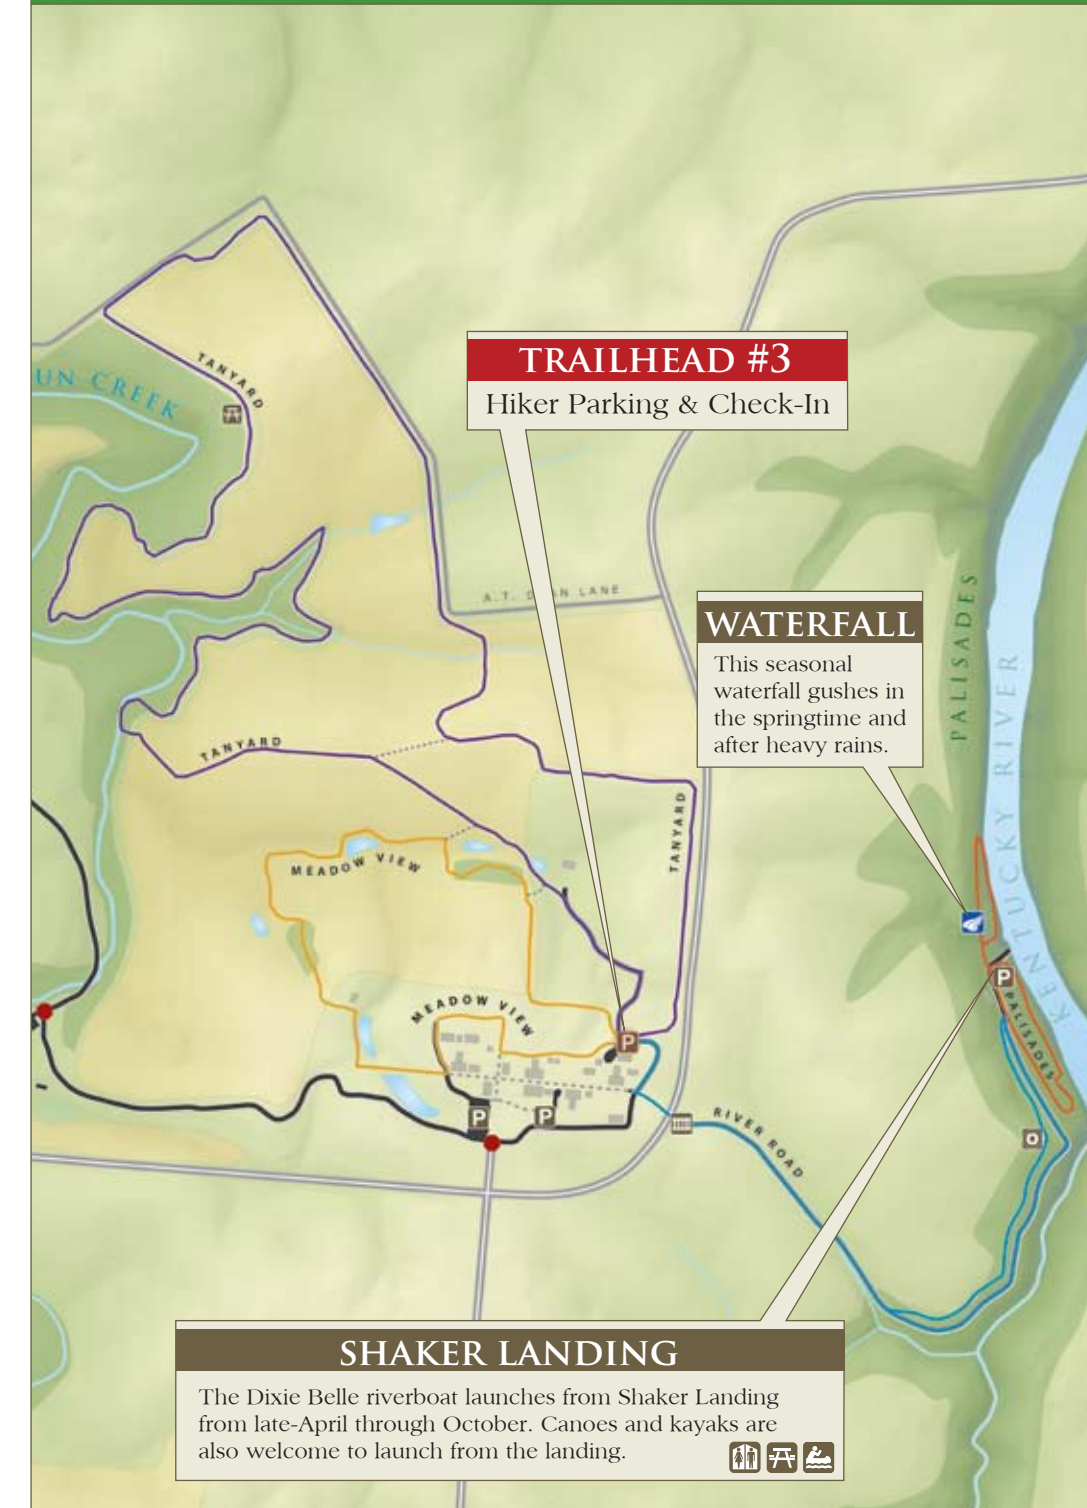 TANYARD
UN CREEK
TRAILHEAD #3
Hiker Parking & Check-In
WATERFALL
This seasonal
waterfall gushes in
the springtime and
after heavy rains.
PALISADES
KENTUCKY RIVER
A.T. LANE
TANYARD
TANYARD
MEADOW VIEW
MEADOW VIEW
KENTUCKY
P
P
P
P
PALISADES
RIVER ROAD
SHAKER LANDING
The Dixie Belle riverboat launches from Shaker Landing
from late-April through October. Canoes and kayaks are
also welcome to launch from the landing.